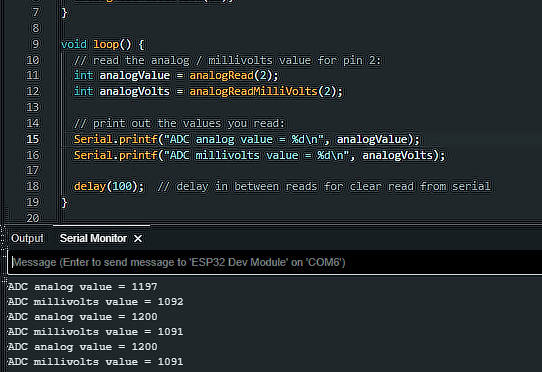 7 }
8
9 void loop() {
10 // read the analog / millivolts value for pin 2:
11 int analogValue = analogRead(2);
12 int analogVolts = analogReadMilliVolts(2);
13
14 // print out the values you read:
15 Serial.printf("ADC analog value = %d\n", analogValue);
16 Serial.printf("ADC millivolts value = %d\n", analogVolts);
17
18 delay(100);  // delay in between reads for clear read from serial
19 }
20
Output Serial Monitor ×
Message (Enter to send message to 'ESP32 Dev Module' on 'COM6')
ADC analog value = 1197
ADC millivolts value = 1092
ADC analog value = 1200
ADC millivolts value = 1091
ADC analog value = 1200
ADC millivolts value = 1091